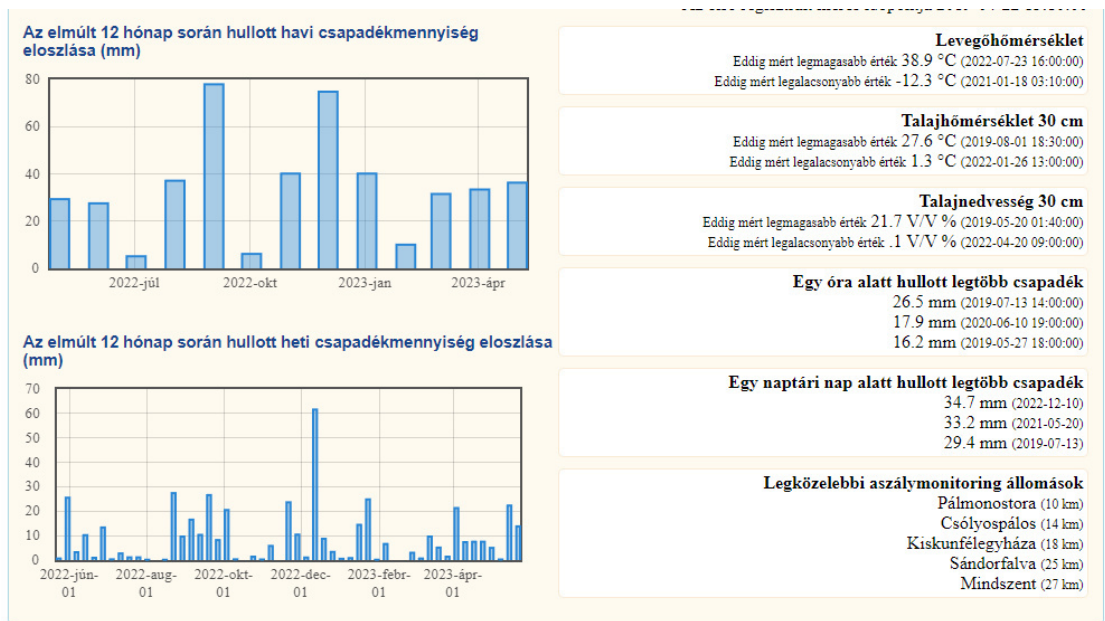 Az elmúlt 12 hónap során hullott havi csapadékmennyiség
eloszlása (mm)
80
60
40
20
0
2022-júl
2022-okt
2023-jan
2023-ápr
Az elmúlt 12 hónap során hullott heti csapadékmennyiség eloszlása
(mm)
70
60
50
40
30
20
10
0
2022-jún-
01
2022-aug-
01
2022-okt-
01
2022-dec-
01
2023-febr-
01
2023-ápr-
01
Levegőhőmérséklet
Eddig mért legmagasabb érték 38.9 °C (2022-07-23 16:00:00)
Eddig mért legalacsonyabb érték -12.3 °C (2021-01-18 03:10:00)
Talajhőmérséklet 30 cm
Eddig mért legmagasabb érték 27.6 °C (2019-08-01 18:30:00)
Eddig mért legalacsonyabb érték 1.3 °C (2022-01-26 13:00:00)
Talajnedvesség 30 cm
Eddig mért legmagasabb érték 21.7 V/V % (2019-05-20 01:40:00)
Eddig mért legalacsonyabb érték .1 V/V % (2022-04-20 09:00:00)
Egy óra alatt hullott legtöbb csapadék
26.5 mm (2019-07-13 14:00:00)
17.9 mm (2020-06-10 19:00:00)
16.2 mm (2019-05-27 18:00:00)
Egy naptári nap alatt hullott legtöbb csapadék
34.7 mm (2022-12-10)
33.2 mm (2021-05-20)
29.4 mm (2019-07-13)
Legközelebbi aszálymonitoring állomások
Pálmonostora (10 km)
Csólyospálos (14 km)
Kiskunfélegyháza (18 km)
Sándorfalva (25 km)
Mindszent (27 km)